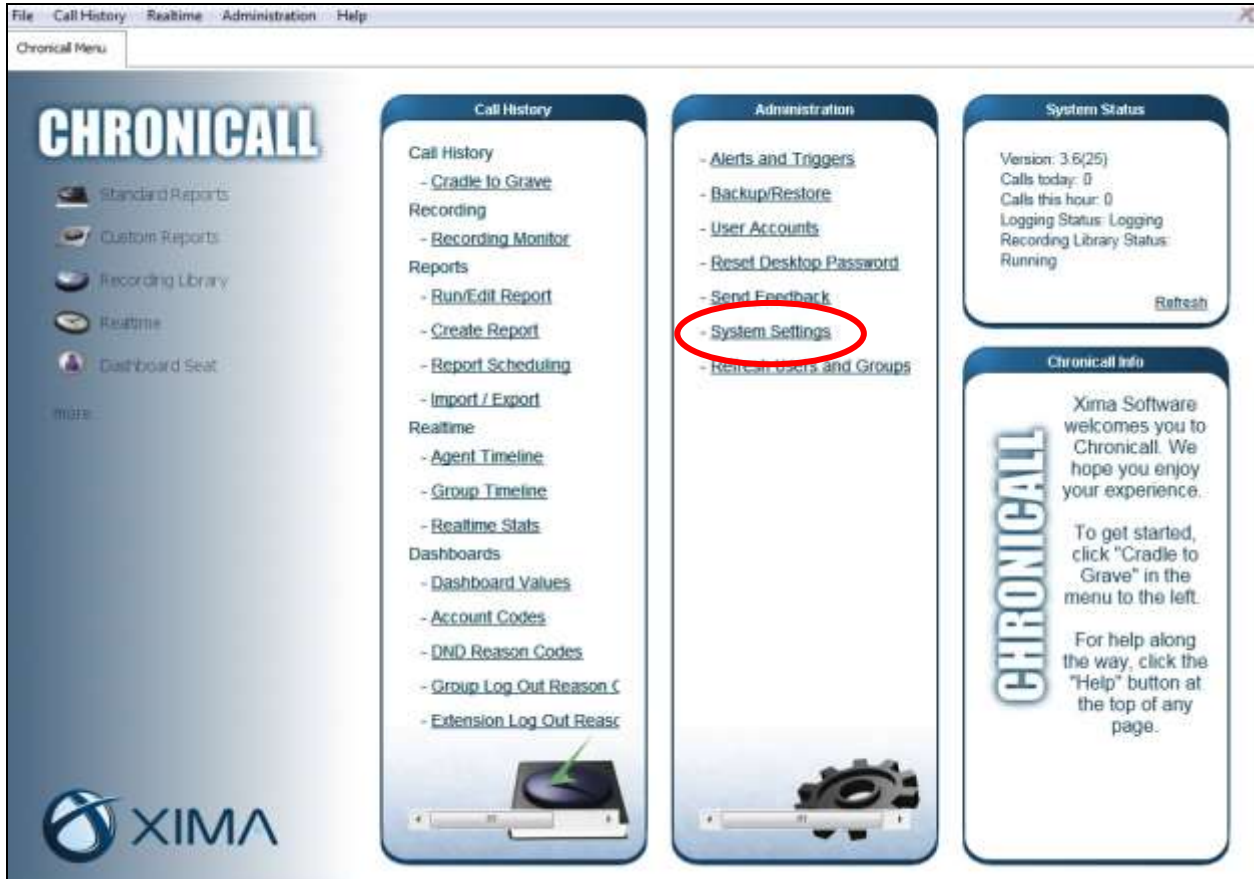 File Call History Realtime Administration Help
Chronicall Menu
CHRONICALL
Standard Reports
Custom Reports
Recording Library
Realtime
Dashboard Seat
more
XIMA
Call History
Call History
- Cradle to Grave
Recording
- Recording Monitor
Reports
- Run/Edit Report
- Create Report
- Report Scheduling
- Import / Export
Realtime
- Agent Timeline
- Group Timeline
- Realtime Stats
Dashboards
- Dashboard Values
- Account Codes
- DND Reason Codes
- Group Log Out Reason C
- Extension Log Out Reasc
Administration
- Alerts and Triggers
- Backup/Restore
- User Accounts
- Reset Desktop Password
- Send Feedback
- System Settings
- Refresh Users and Groups
System Status
Version: 3.6(25)
Calls today: 0
Calls this hour: 0
Logging Status: Logging
Recording Library Status:
Running
Refresh
Chronicall Info
CHRONICALL
Xima Software
welcomes you to
Chronicall. We
hope you enjoy
your experience.
To get started,
click "Cradle to
Grave" in the
menu to the left.
For help along
the way, click the
"Help" button at
the top of any
page.